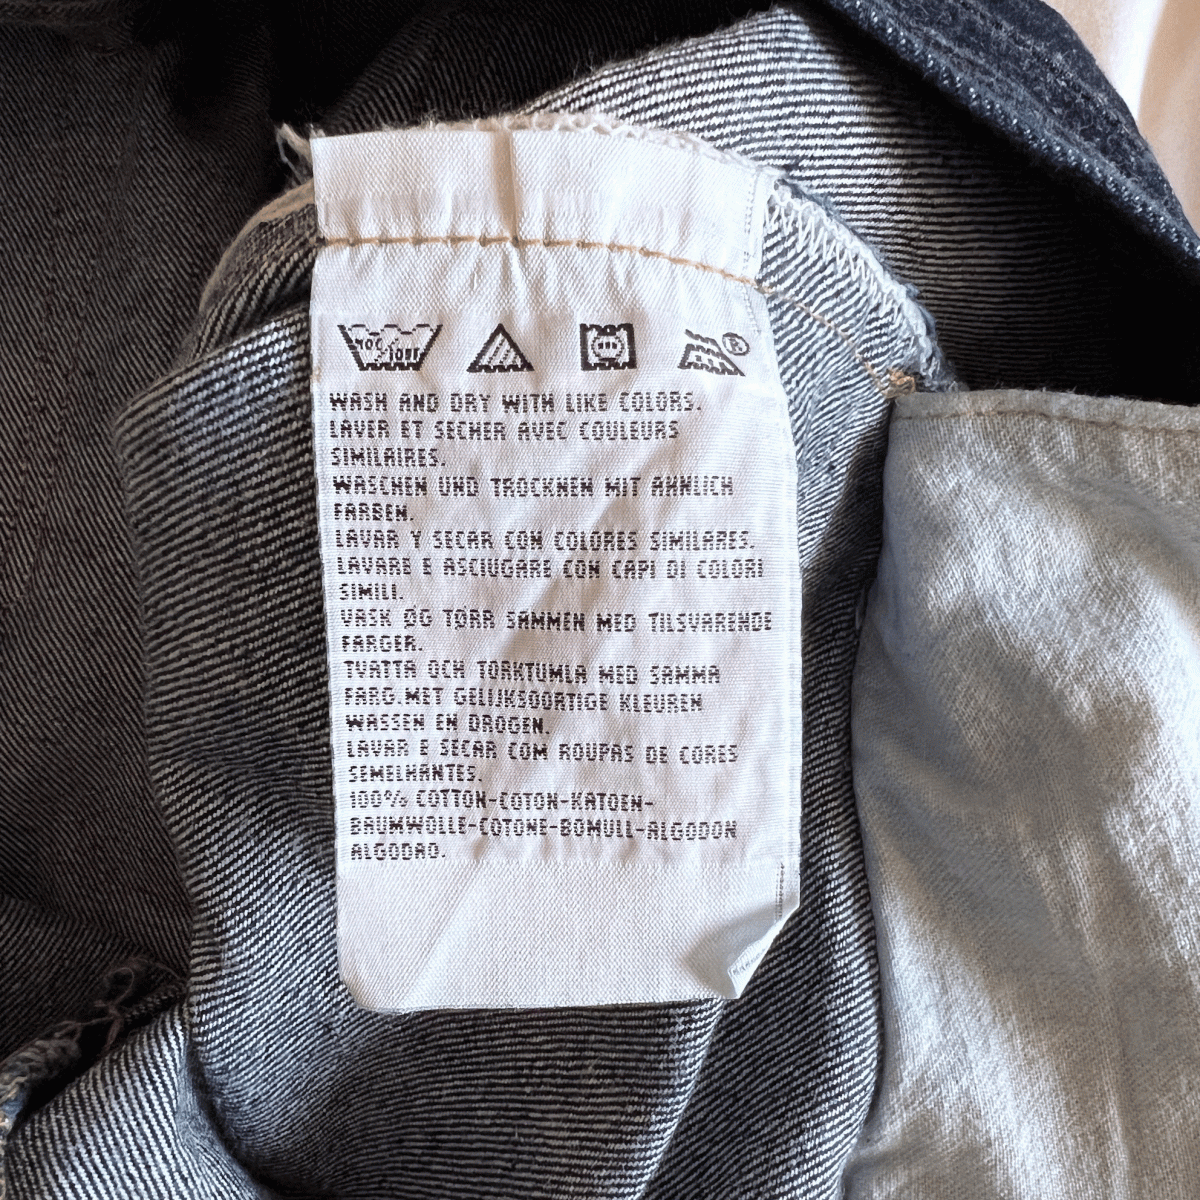 40C
105F
®
WASH AND DRY WITH LIKE COLORS.
LAVER ET SECHER AVEC COULEURS
SIMILAIRES.
WASCHEN UND TROCKNEN MIT AHNLICH
FARBEN.
LAVAR Y SECAR CON COLORES SIMILARES.
LAVARE E ASCIUGARE CON CAPI DI COLORI
SIMILI.
VASK ØG TØRR SAMMEN MED TILSVARENDE
FARGER.
TVATTA OCH TORKTUMLA MED SAMMA
FARG.MET GELIJKSOORTIGE KLEUREN
WASSEN EN DROGEN.
LAVAR E SECAR COM ROUPAS DE CORES
SEMELHANTES.
100% COTTON-COTON-KATOEN-
BAUMWOLLE-COTONE-BOMULL-ALGODON
ALGODAO.